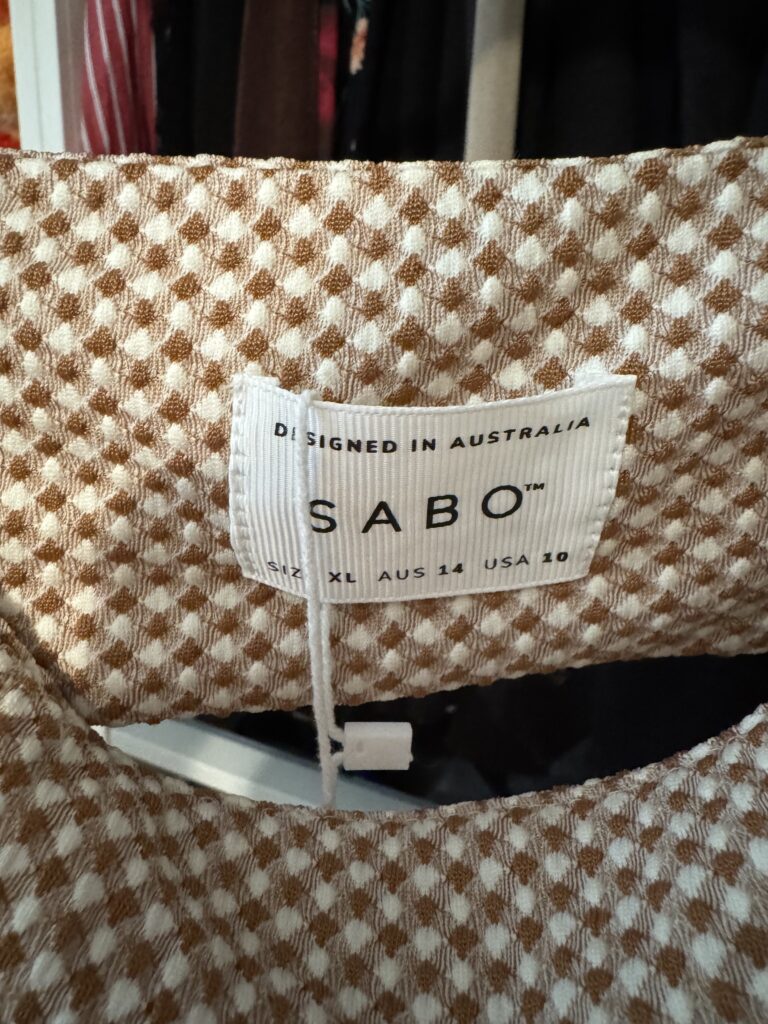 DESIGNED IN AUSTRALIA
SABO™
SIZE XL AUS 14 USA 10